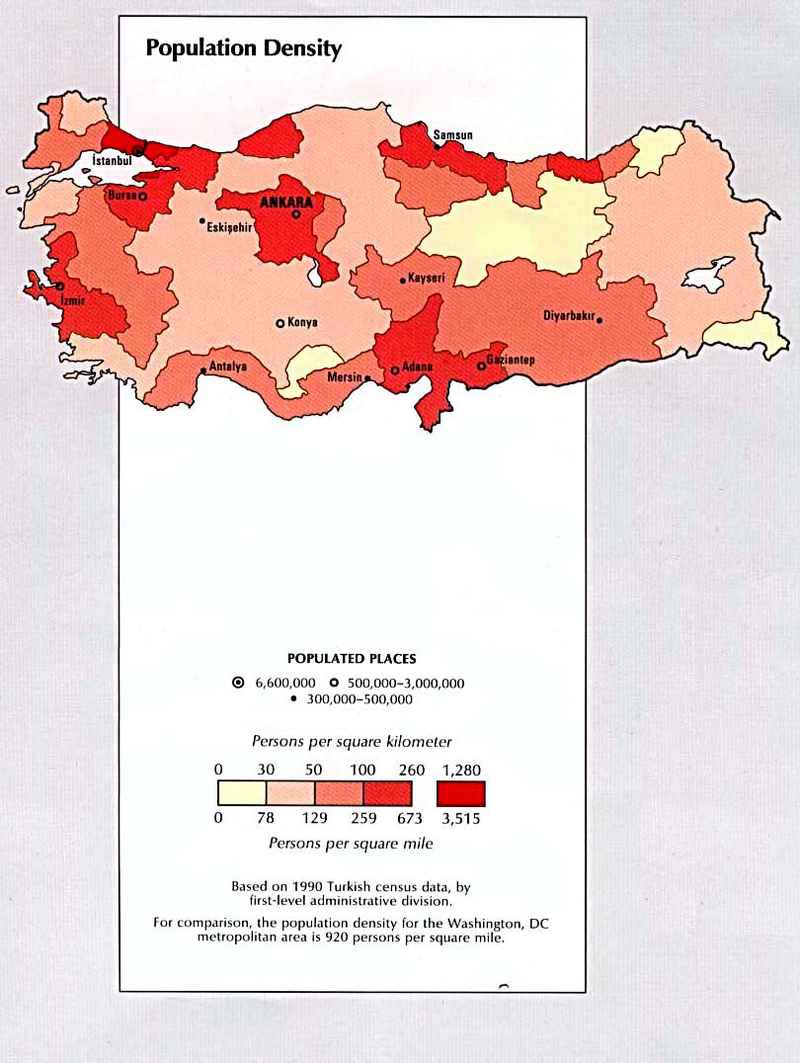 Population Density
Samsun
İstanbul
Bursa
ANKARA
Eskişehir
Kayseri
İzmir
Konya
Diyarbakır
Antalya
Mersin
Adana
Gaziantep
POPULATED PLACES
6,600,000 500,000–3,000,000
300,000–500,000
Persons per square kilometer
0 30 50 100 260 1,280
0 78 129 259 673 3,515
Persons per square mile
Based on 1990 Turkish census data, by
first-level administrative division.
For comparison, the population density for the Washington, DC
metropolitan area is 920 persons per square mile.